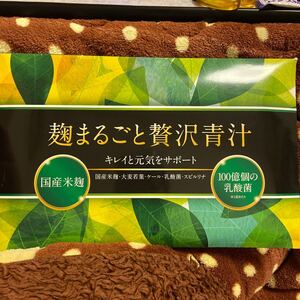 麹まるごと贅沢青汁
キレイと元気をサポート
国産米麹・大麦若葉・ケール・乳酸菌・スピルリナ
国産米麹
100億個の
乳酸菌